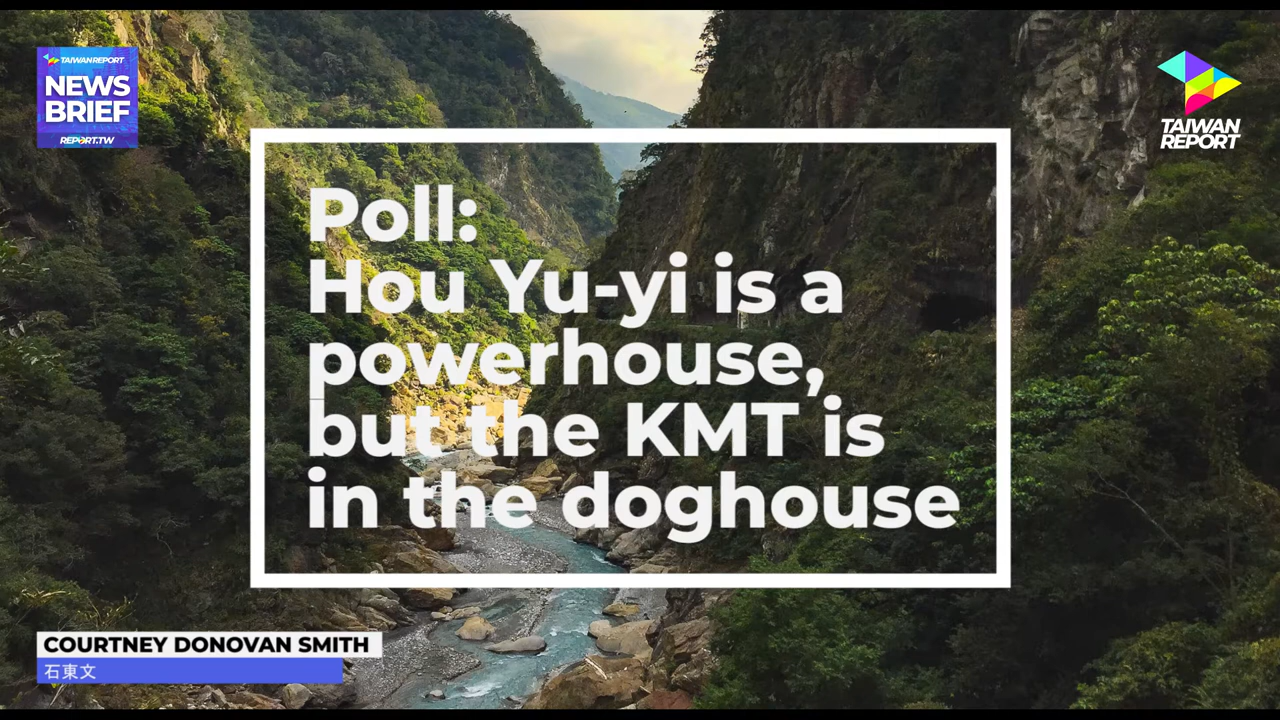 TAIWAN REPORT
NEWS
BRIEF
REPORT.TW
TAIWAN
REPORT
Poll:
Hou Yu-yi is a
powerhouse,
but the KMT is
in the doghouse
COURTNEY DONOVAN SMITH
石東文